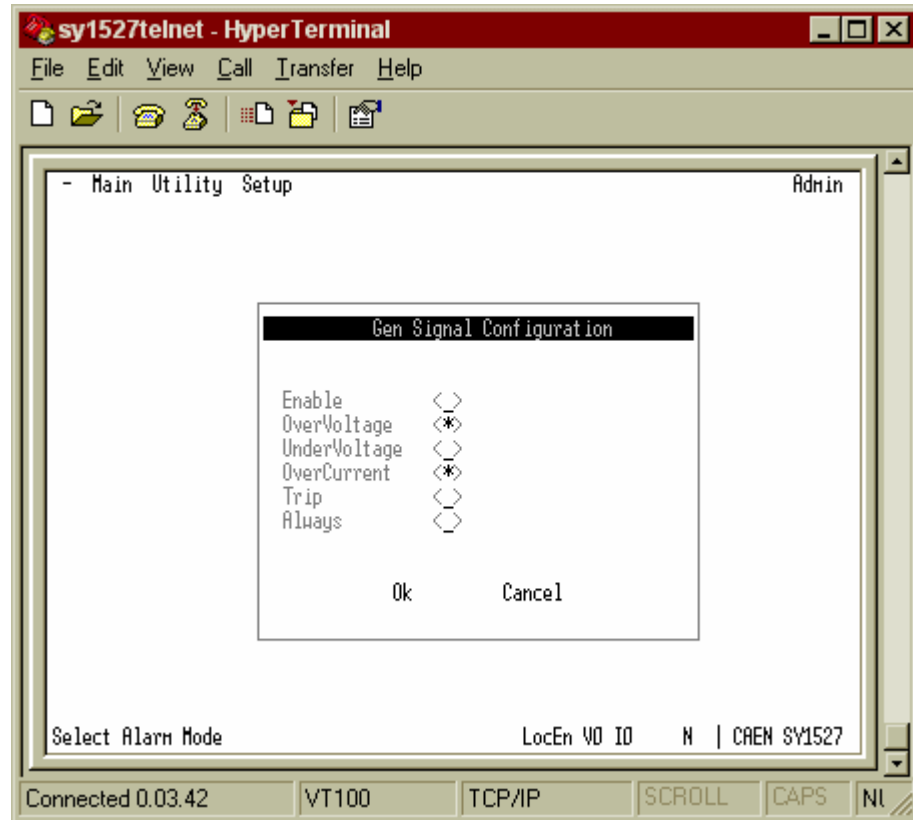 sy1527telnet - HyperTerminal
File Edit View Call Transfer Help
- Main Utility Setup Admin
Gen Signal Configuration
Enable <_>
OverVoltage <*>
UnderVoltage <_>
OverCurrent <*>
Trip <_>
Always <_>
Ok Cancel
Select Alarm Mode LocEn V0 I0 N | CAEN SY1527
Connected 0.03.42 VT100 TCP/IP SCROLL CAPS